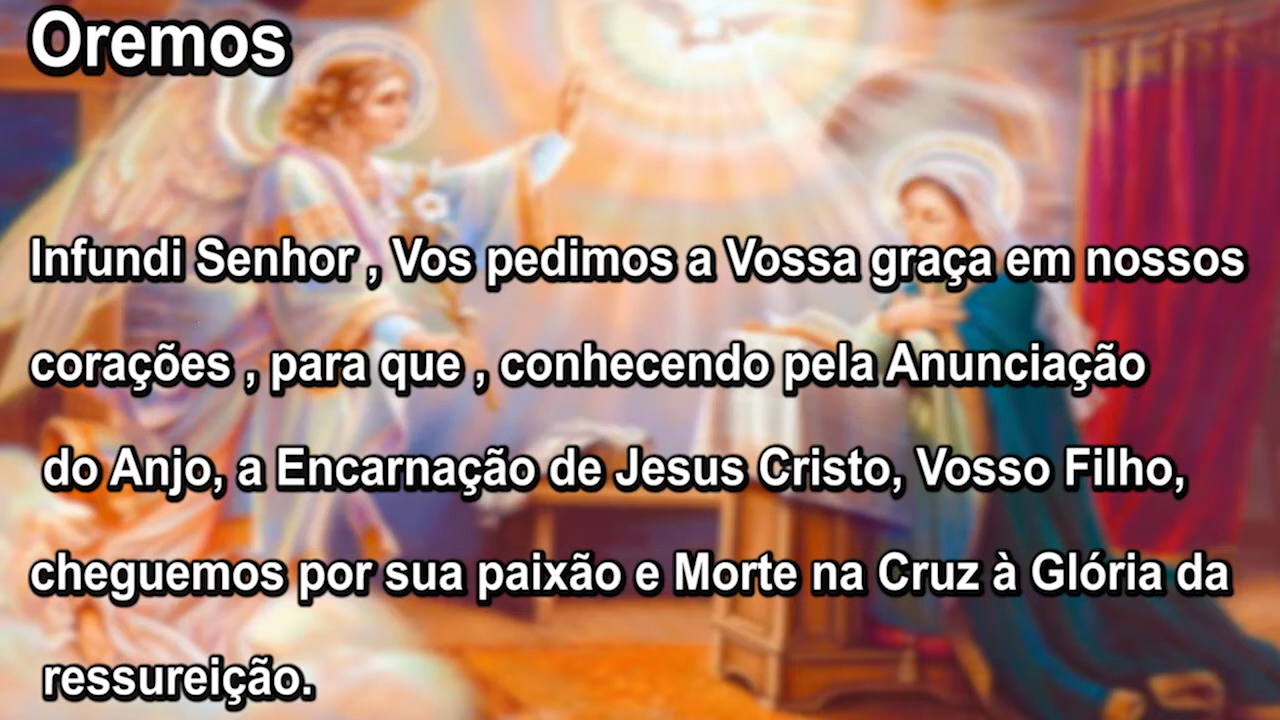 Oremos
Infundi Senhor , Vos pedimos a Vossa graça em nossos
corações , para que , conhecendo pela Anunciação
do Anjo, a Encarnação de Jesus Cristo, Vosso Filho,
cheguemos por sua paixão e Morte na Cruz à Glória da
ressureição.